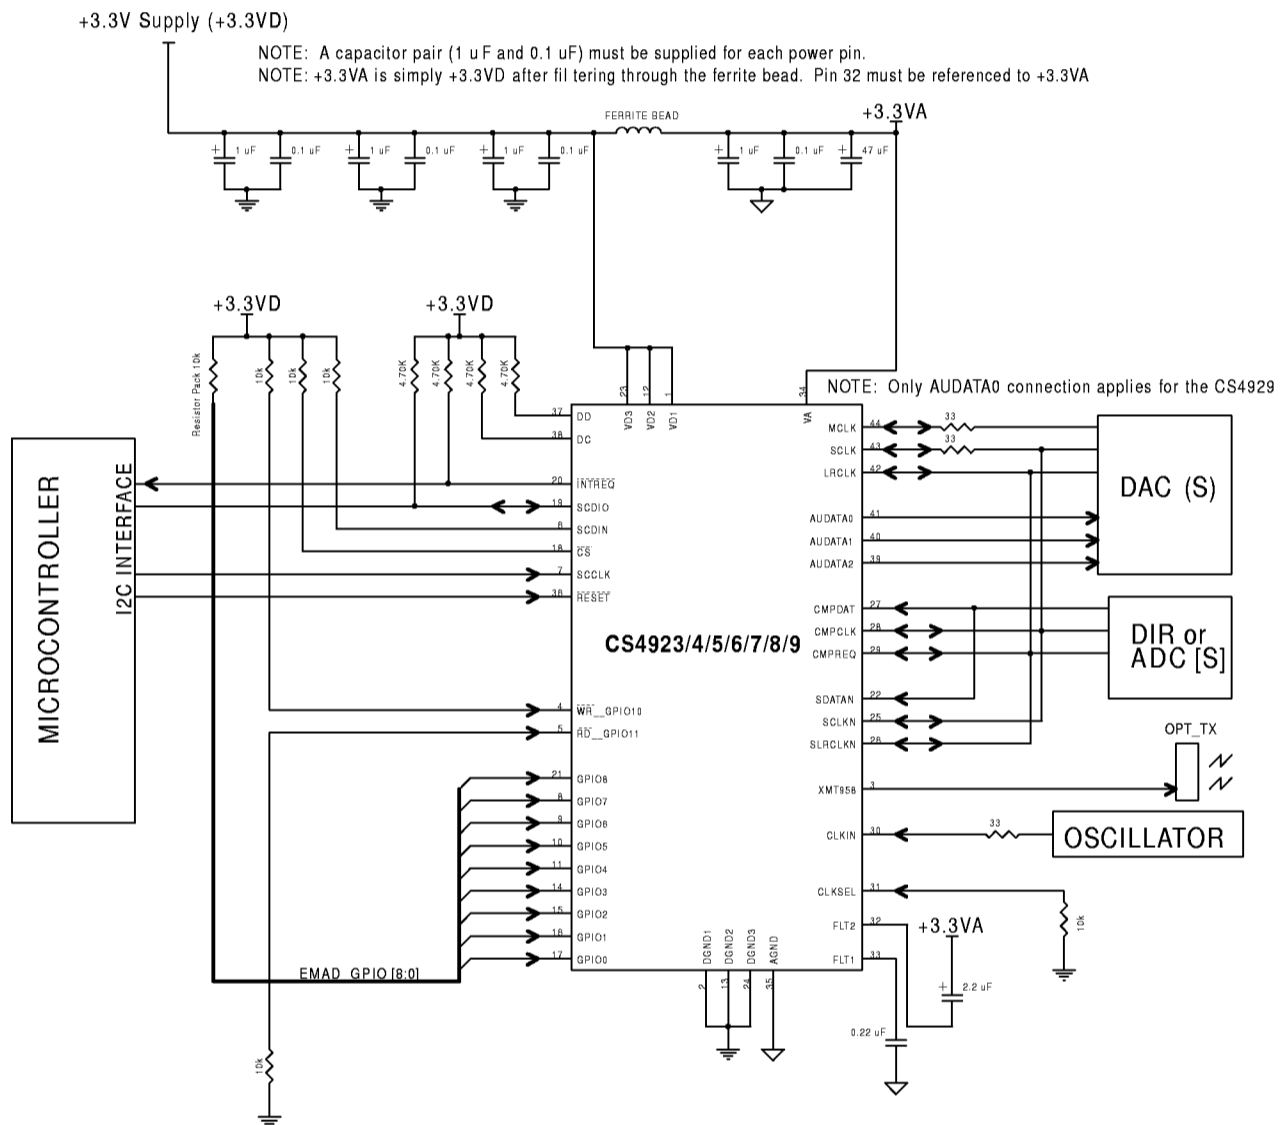 +3.3V Supply (+3.3VD)
NOTE: A capacitor pair (1 u F and 0.1 uF) must be supplied for each power pin.
NOTE: +3.3VA is simply +3.3VD after fil tering through the ferrite bead. Pin 32 must be referenced to +3.3VA
FERRITE BEAD
+3.3VA
+ 1 uF
0.1 uF
+ 1 uF
0.1 uF
+ 1 uF
0.1 uF
+ 1 uF
0.1 uF
+ 47 uF
+3.3VD
+3.3VD
Resistor Pack 10k
10k
10k
10k
4.70K
4.70K
4.70K
4.70K
23
12
1
34
VD3
VD2
VD1
VA
NOTE: Only AUDATA0 connection applies for the CS4929
MICROCONTROLLER
I2C INTERFACE
37 DD
38 DC
20 INTREQ
19 SCDIO
6 SCDIN
18 CS
7 SCCLK
36 RESET
4 WR__GPIO10
5 RD__GPIO11
21 GPIO8
8 GPIO7
9 GPIO6
10 GPIO5
11 GPIO4
14 GPIO3
15 GPIO2
16 GPIO1
17 GPIO0
EMAD_GPIO[8:0]
10k
CS4923/4/5/6/7/8/9
MCLK 44 33
SCLK 43 33
LRCLK 42
AUDATA0 41
AUDATA1 40
AUDATA2 39
DAC (S)
CMPDAT 27
CMPCLK 28
CMPREQ 29
DIR or
ADC [S]
SDATAN 22
SCLKN 25
SLRCLKN 26
OPT_TX
XMT958 3
CLKIN 30 33
OSCILLATOR
CLKSEL 31
10k
FLT2 32
+3.3VA
FLT1 33
+ 2.2 uF
0.22 uF
DGND1
DGND2
DGND3
AGND
2
13
24
35